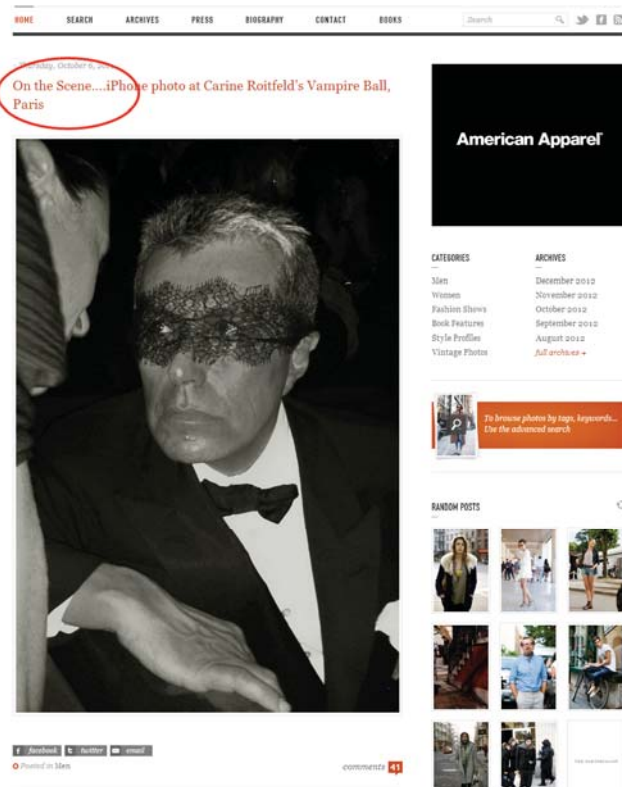 HOME SEARCH ARCHIVES PRESS BIOGRAPHY CONTACT BOOKS Search
Thursday, October 6,
On the Scene....iPhone photo at Carine Roitfeld's Vampire Ball,
Paris
American Apparel
CATEGORIES
Men
Women
Fashion Shows
Book Features
Style Profiles
Vintage Photos
ARCHIVES
December 2012
November 2012
October 2012
September 2012
August 2012
full archives
To browse photos by tags, keywords...
Use the advanced search
RANDOM POSTS
facebook twitter email
Posted in Men
comments 41